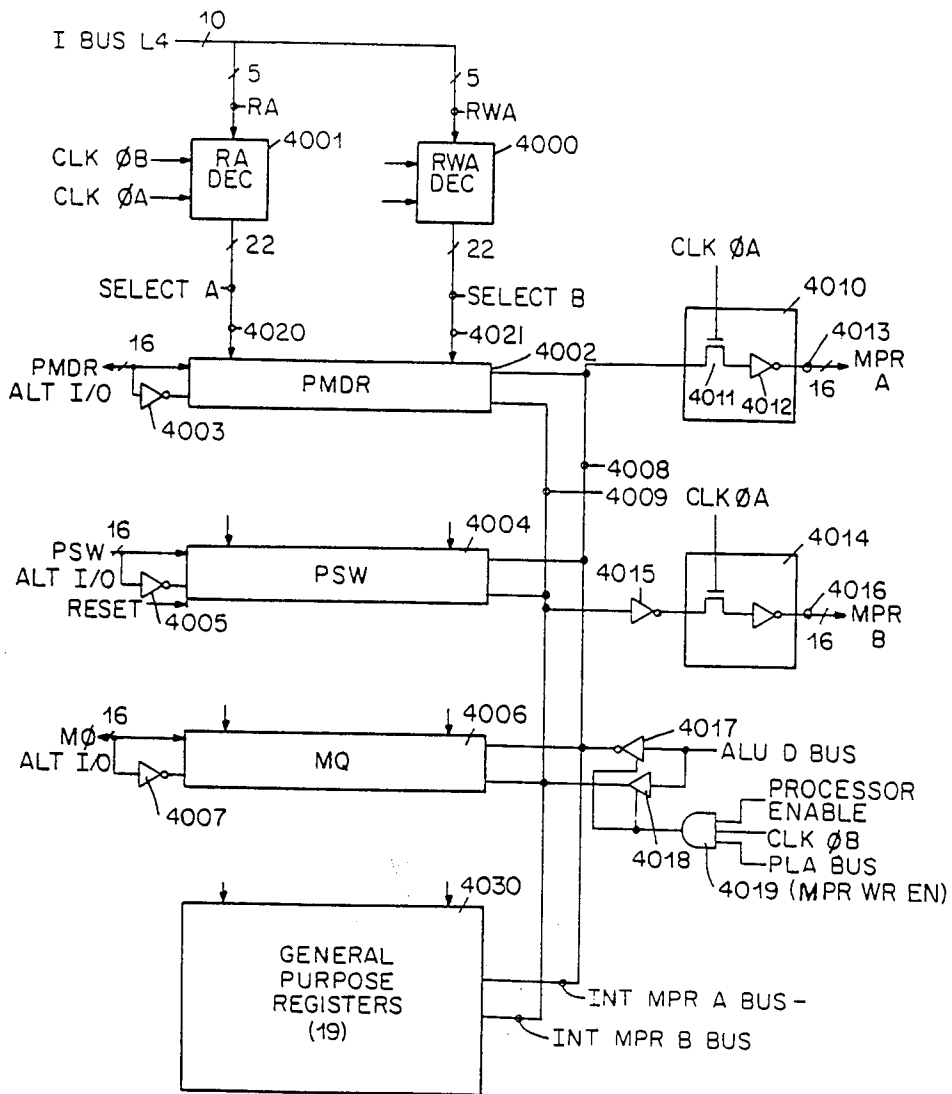 I BUS L4
10
5
5
RA
RWA
4001
4000
CLK ØB
CLK ØA
RA
DEC
RWA
DEC
22
22
CLK ØA
SELECT A
SELECT B
4010
4013
4020
4021
4002
16
PMDR
ALT I/O
PMDR
4011
4012
16
MPR
A
4003
4008
4009
CLKØA
4004
4014
16
PSW
ALT I/O
RESET
PSW
4005
4015
4016
16
MPR
B
4006
4017
16
MØ
ALT I/O
MQ
4007
ALU D BUS
4018
PROCESSOR
ENABLE
CLK ØB
PLA BUS
4019 (MPR WR EN)
4030
GENERAL
PURPOSE
REGISTERS
(19)
INT MPR A BUS-
INT MPR B BUS